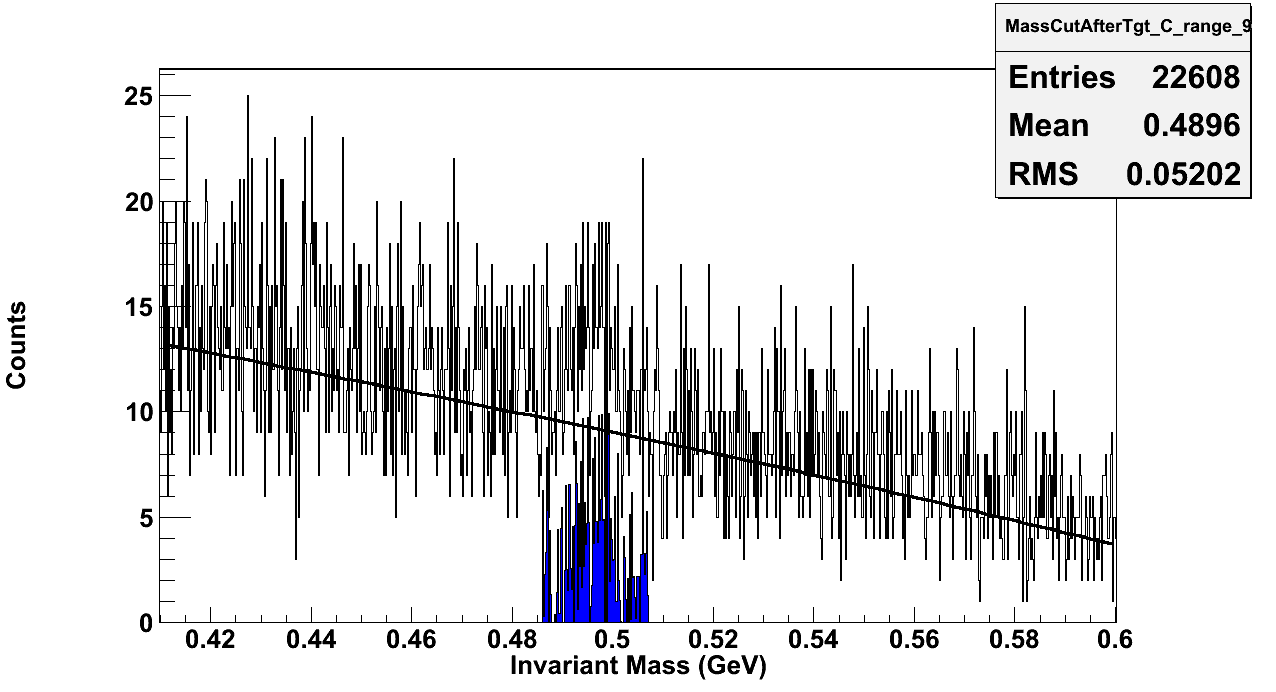 MassCutAfterTgt_C_range_9
Entries 22608
Mean 0.4896
RMS 0.05202
25
20
15
10
5
0
Counts
0.42 0.44 0.46 0.48 0.5 0.52 0.54 0.56 0.58 0.6
Invariant Mass (GeV)